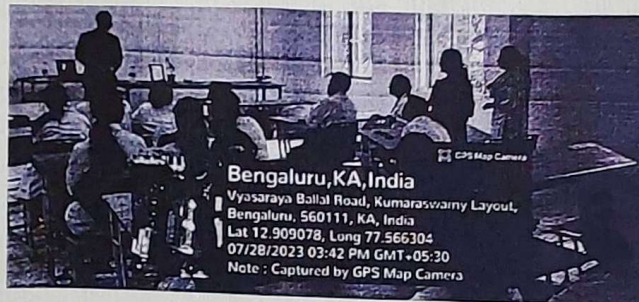 GPS Map Camera
Bengaluru,KA,India
Vyasaraya Ballal Road, Kumaraswamy Layout,
Bengaluru, 560111, KA, India
Lat 12.909078, Long 77.566304
07/28/2023 03:42 PM GMT+05:30
Note : Captured by GPS Map Camera